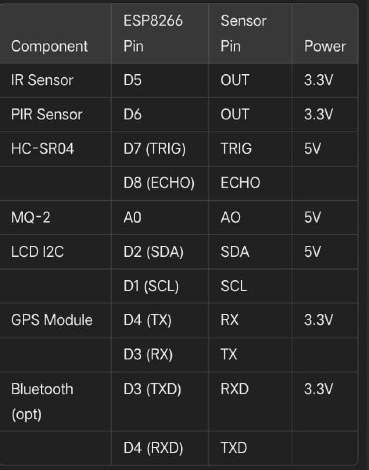 Component ESP8266 Pin Sensor Pin Power
IR Sensor D5 OUT 3.3V
PIR Sensor D6 OUT 3.3V
HC-SR04 D7 (TRIG) TRIG 5V
D8 (ECHO) ECHO
MQ-2 A0 AO 5V
LCD I2C D2 (SDA) SDA 5V
D1 (SCL) SCL
GPS Module D4 (TX) RX 3.3V
D3 (RX) TX
Bluetooth (opt) D3 (TXD) RXD 3.3V
D4 (RXD) TXD